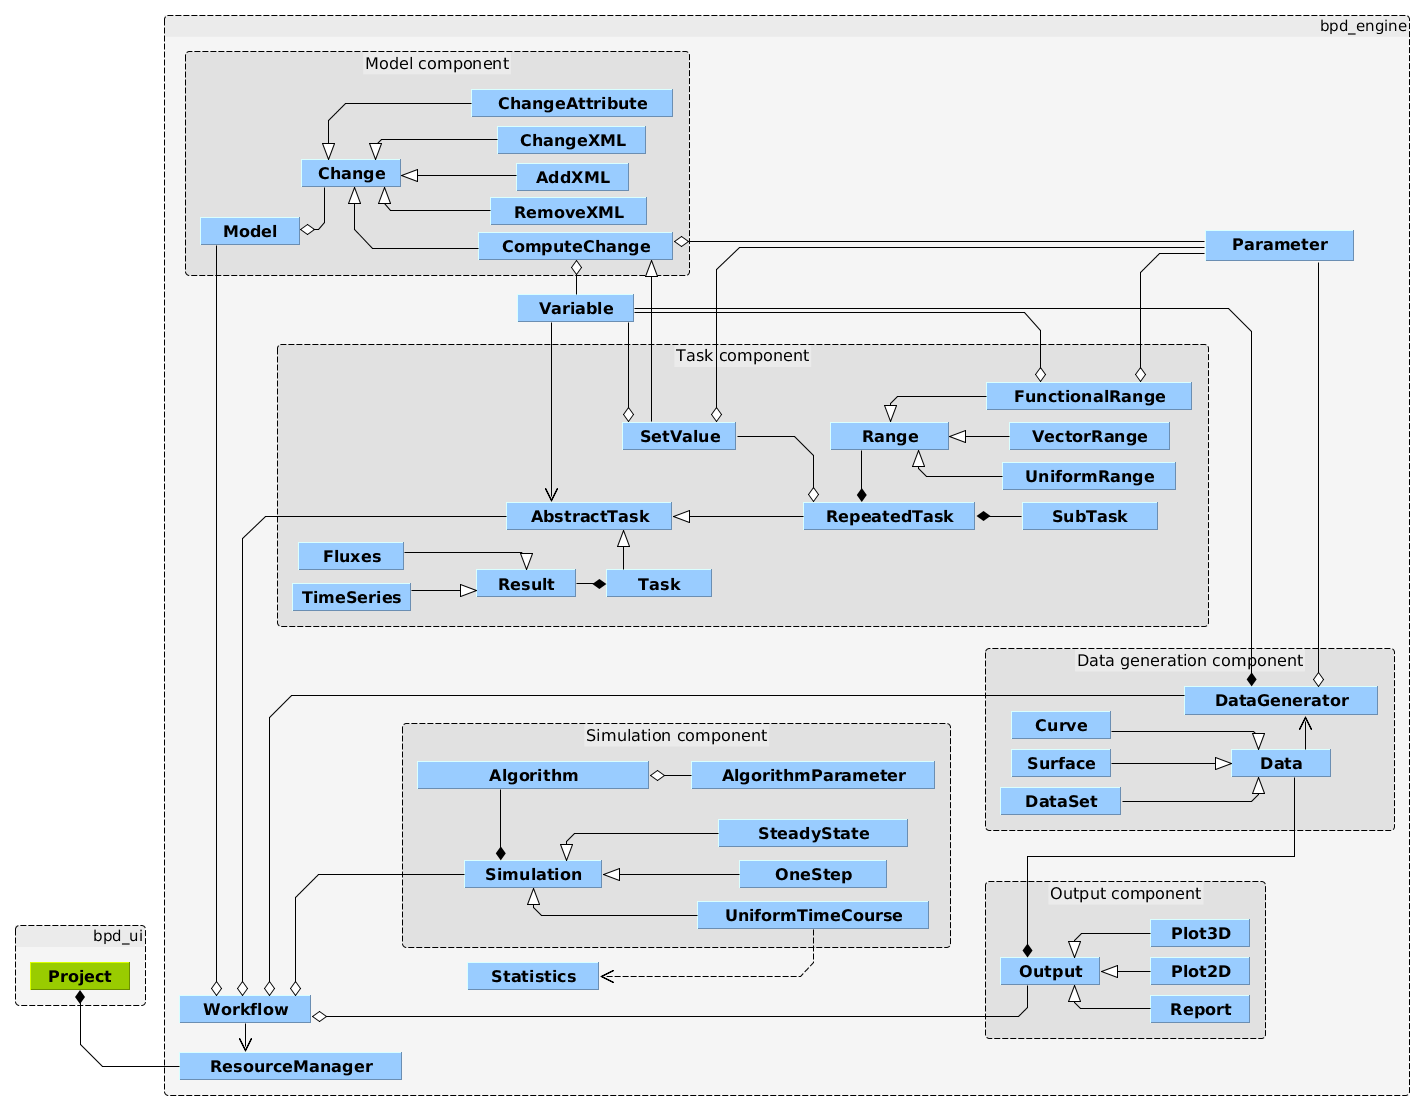 bpd_engine
Model component
ChangeAttribute
ChangeXML
Change
AddXML
RemoveXML
Model
ComputeChange
Parameter
Variable
Task component
FunctionalRange
SetValue
Range
VectorRange
UniformRange
AbstractTask
RepeatedTask
SubTask
Fluxes
Result
Task
TimeSeries
Data generation component
DataGenerator
Curve
Surface
Data
DataSet
Simulation component
Algorithm
AlgorithmParameter
SteadyState
Simulation
OneStep
UniformTimeCourse
Statistics
Output component
Plot3D
Output
Plot2D
Report
bpd_ui
Project
Workflow
ResourceManager